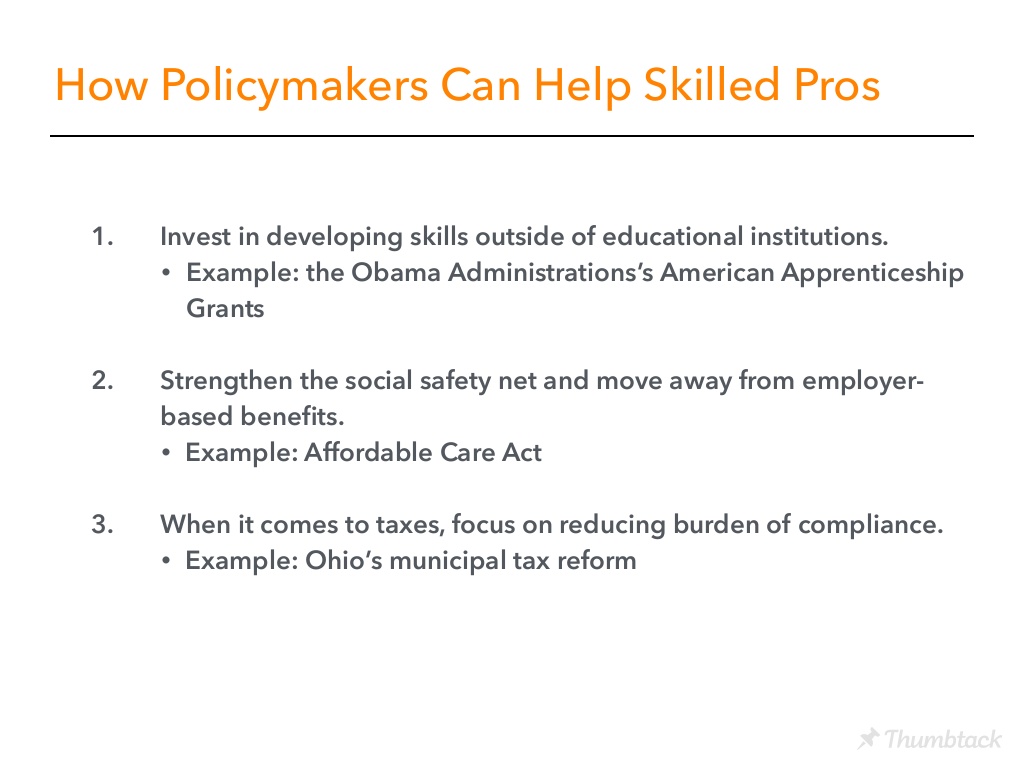 How Policymakers Can Help Skilled Pros
1. Invest in developing skills outside of educational institutions.
• Example: the Obama Administrations’s American Apprenticeship
Grants
2. Strengthen the social safety net and move away from employer-
based benefits.
• Example: Affordable Care Act
3. When it comes to taxes, focus on reducing burden of compliance.
• Example: Ohio’s municipal tax reform
Thumbtack